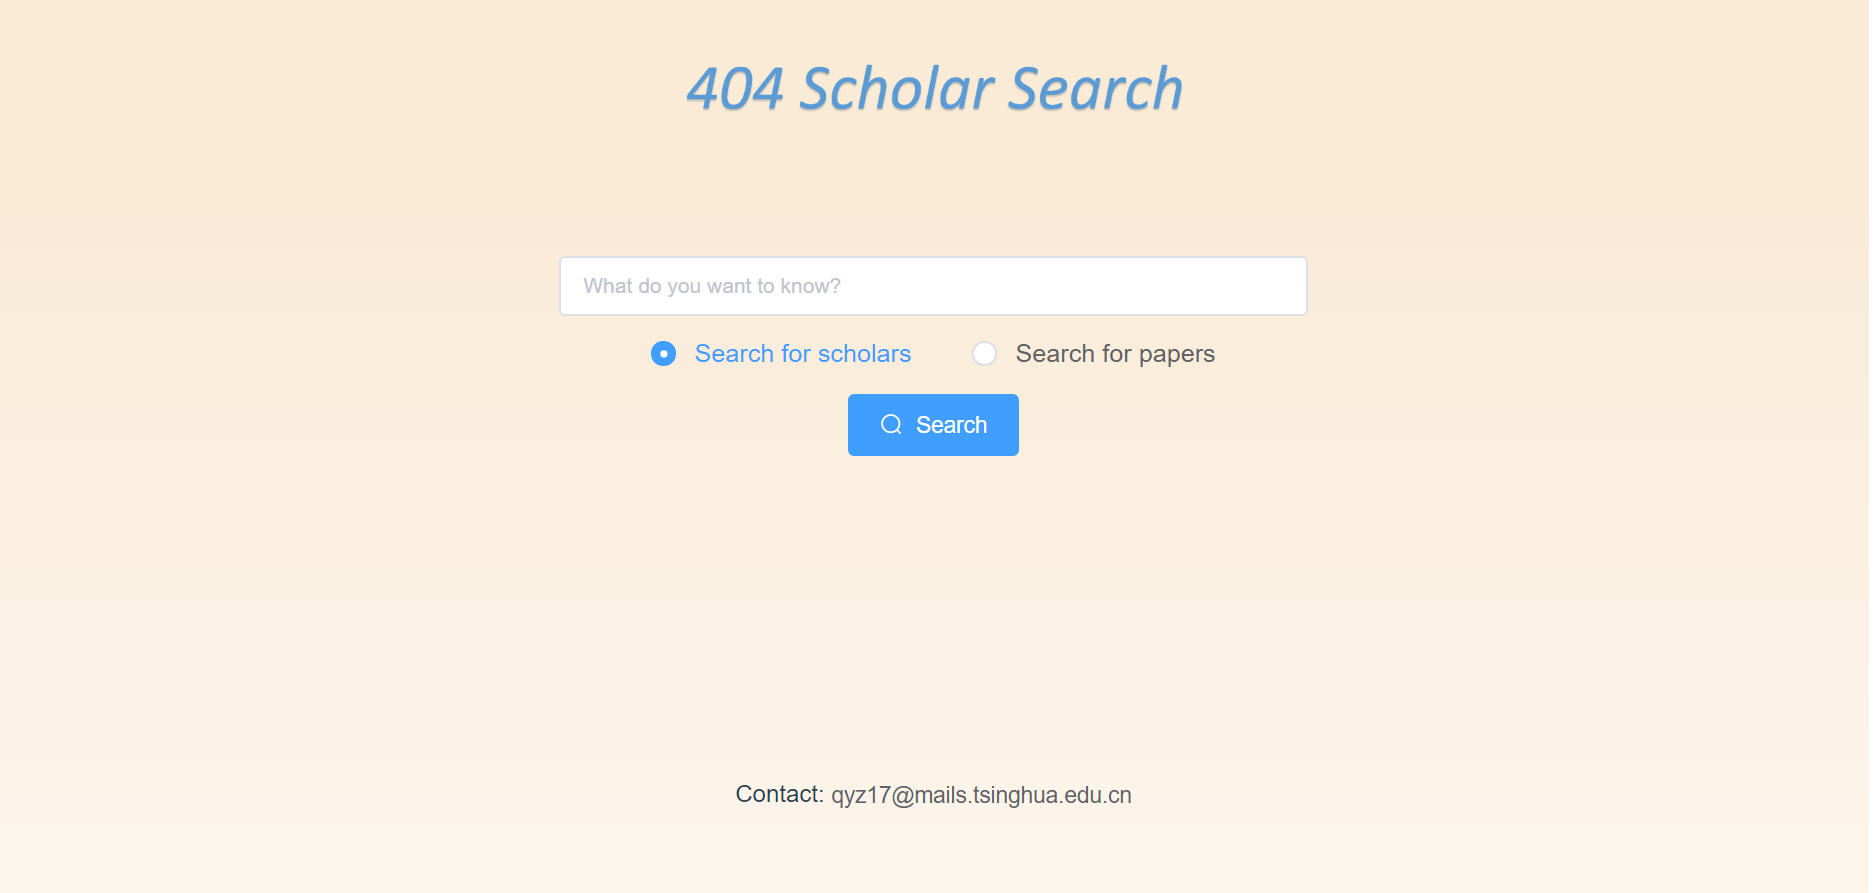 404 Scholar Search
What do you want to know?
Search for scholars Search for papers
Search
Contact: qyz17@mails.tsinghua.edu.cn